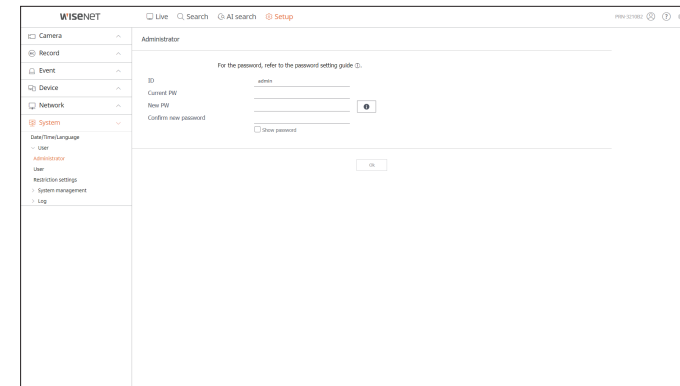 WISENET
Live Search AI search Setup
PRN-3210B2
Camera
Record
Event
Device
Network
System
Date/Time/Language
User
Administrator
User
Restriction settings
System management
Log
Administrator
For the password, refer to the password setting guide ①.
ID admin
Current PW
New PW
Confirm new password
Show password
Ok